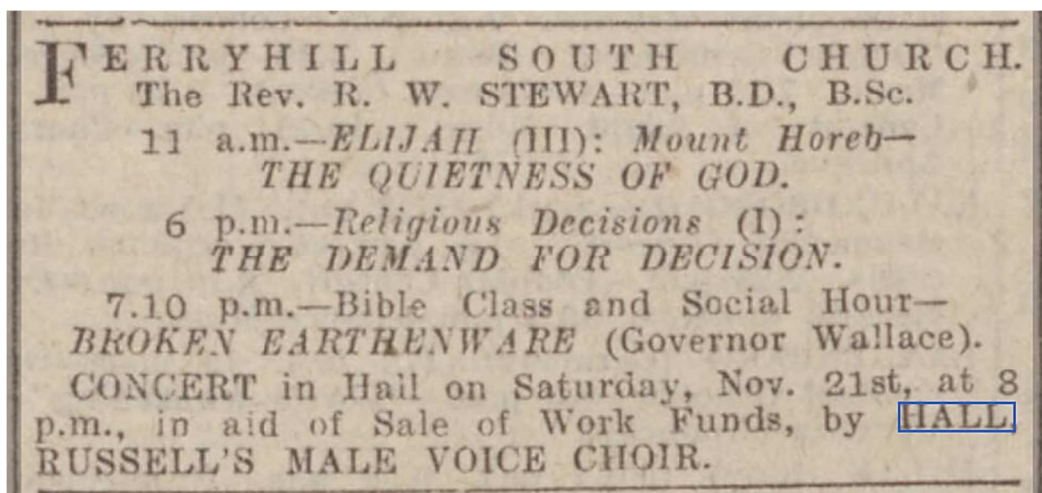 FERRYHILL SOUTH CHURCH.
The Rev. R. W. STEWART, B.D., B.Sc.
11 a.m.—ELIJAH (III): Mount Horeb—
THE QUIETNESS OF GOD.
6 p.m.—Religious Decisions (I):
THE DEMAND FOR DECISION.
7.10 p.m.—Bible Class and Social Hour—
BROKEN EARTHENWARE (Governor Wallace).
CONCERT in Hall on Saturday, Nov. 21st, at 8
p.m., in aid of Sale of Work Funds, by HALL,
RUSSELL'S MALE VOICE CHOIR.